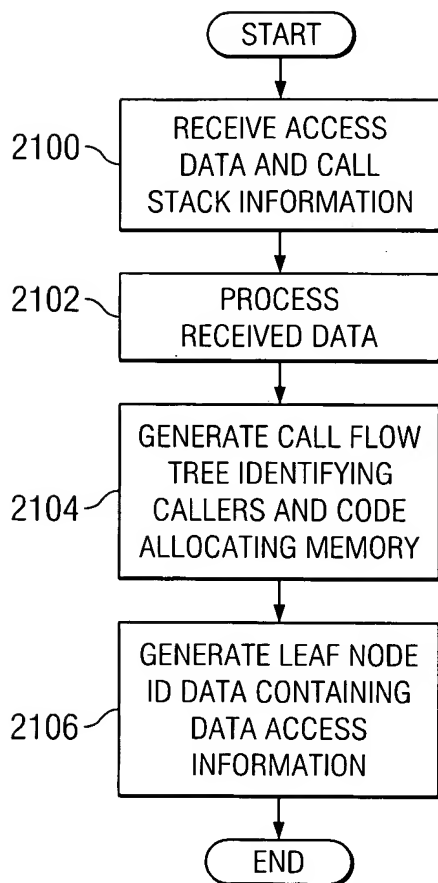 START
2100
RECEIVE ACCESS
DATA AND CALL
STACK INFORMATION
2102
PROCESS
RECEIVED DATA
2104
GENERATE CALL FLOW
TREE IDENTIFYING
CALLERS AND CODE
ALLOCATING MEMORY
2106
GENERATE LEAF NODE
ID DATA CONTAINING
DATA ACCESS
INFORMATION
END